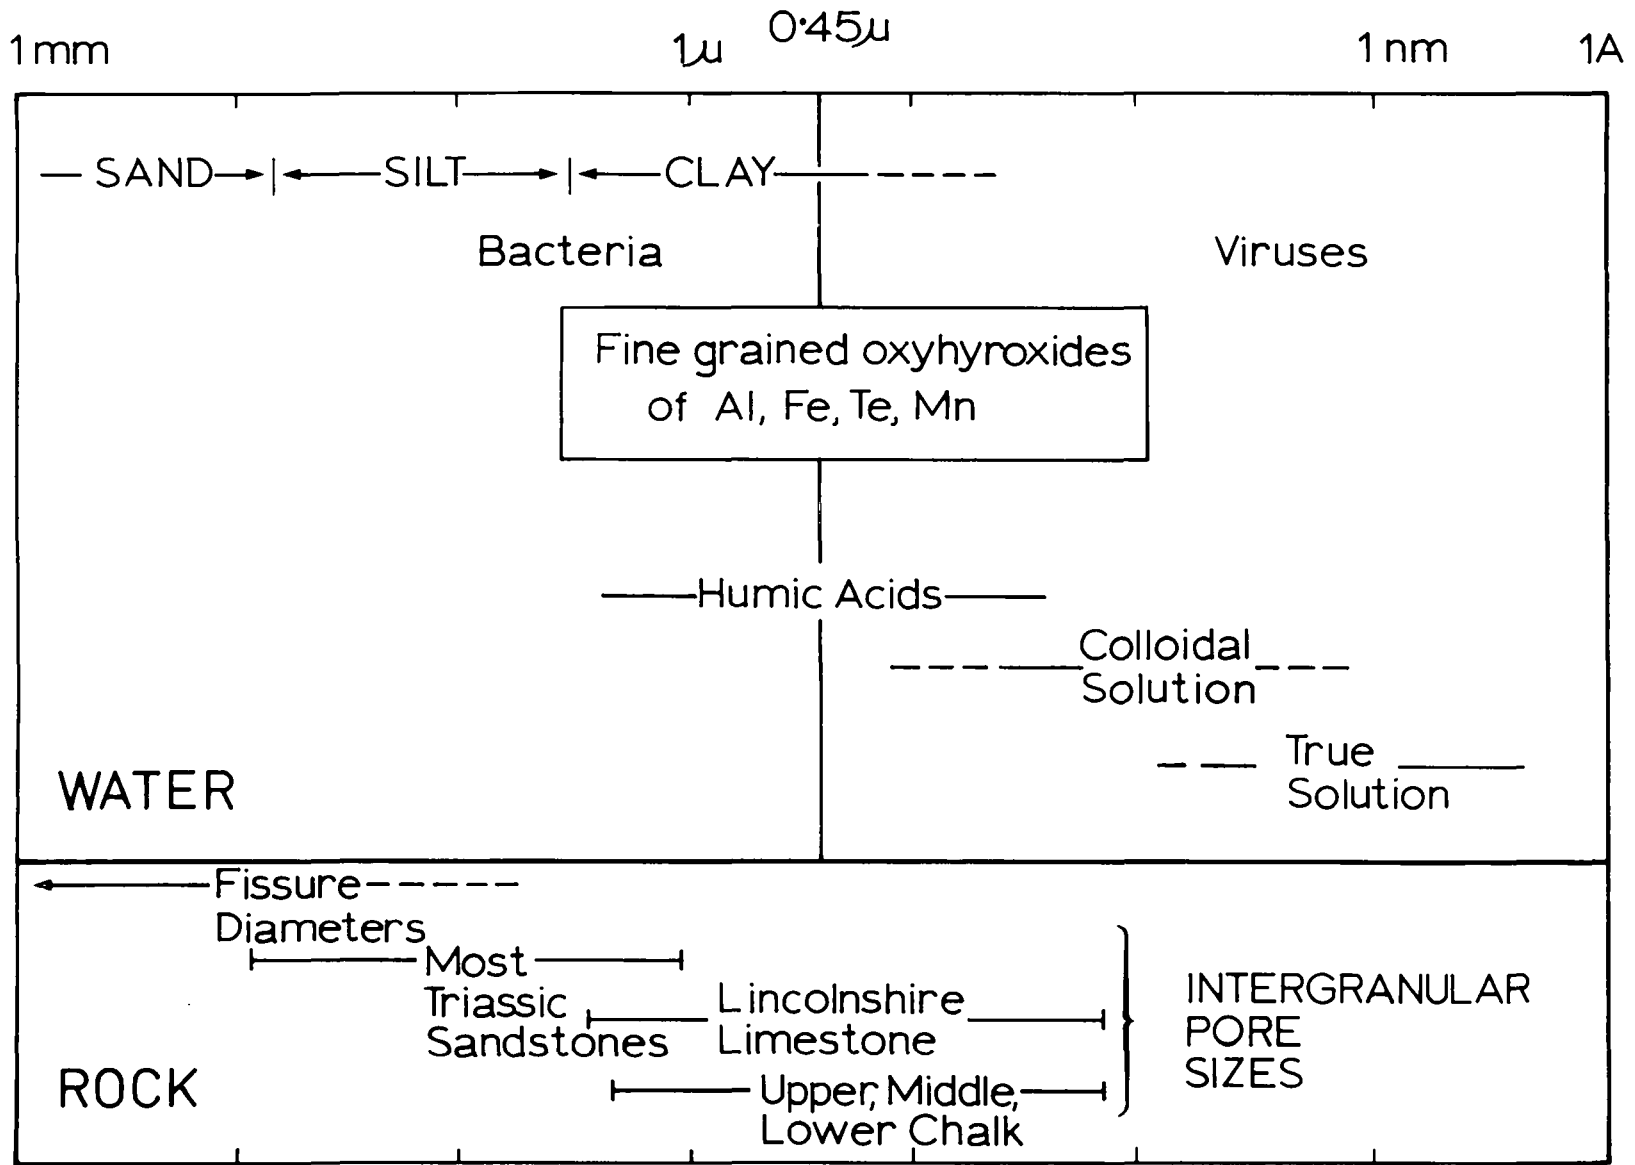 1mm 1μ 0·45μ 1nm 1A
SAND SILT CLAY
Bacteria Viruses
Fine grained oxyhyroxides
of Al, Fe, Te, Mn
Humic Acids
Colloidal
Solution
True
Solution
WATER
Fissure
Diameters
Most
Triassic
Sandstones
Lincolnshire
Limestone
Upper, Middle,
Lower Chalk
INTERGRANULAR
PORE
SIZES
ROCK